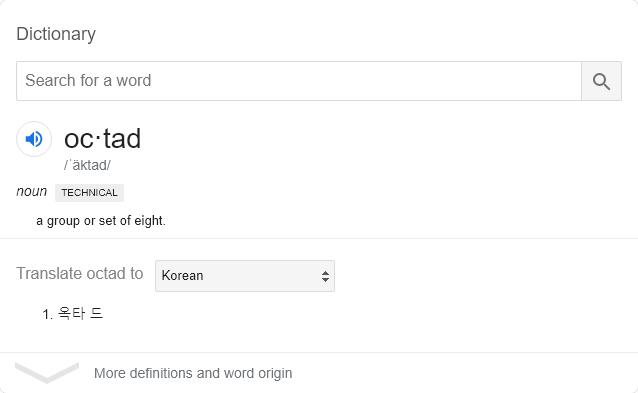 Dictionary
Search for a word
oc·tad
/ˈäktad/
noun TECHNICAL
a group or set of eight.
Translate octad to Korean
1. 옥타 드
More definitions and word origin